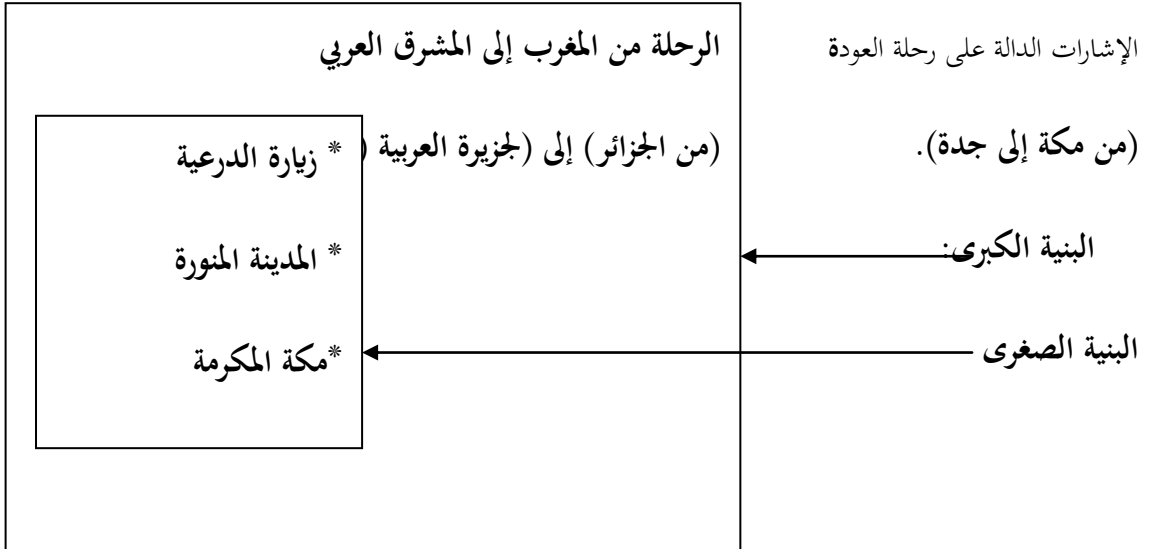 الإشارات الدالة على رحلة العودة
(من مكة إلى جدة).
البنية الكبرى:
البنية الصغرى
الرحلة من المغرب إلى المشرق العربي
(من الجزائر) إلى (لجزيرة العربية (
* زيارة الدرعية
* المدينة المنورة
*مكة المكرمة